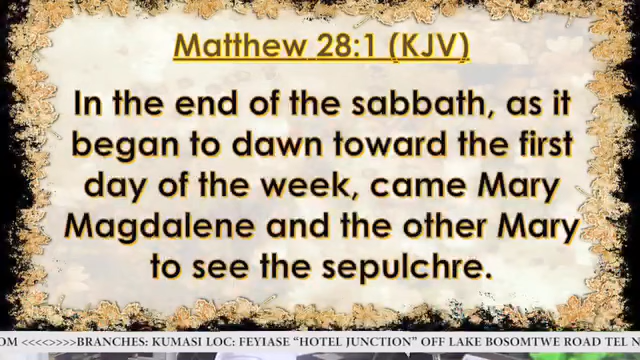 Matthew 28:1 (KJV)
In the end of the sabbath, as it
began to dawn toward the first
day of the week, came Mary
Magdalene and the other Mary
to see the sepulchre.
OM <<<<>>>>BRANCHES: KUMASI LOC: FEYIASE “HOTEL JUNCTION” OFF LAKE BOSOMTWE ROAD TEL N